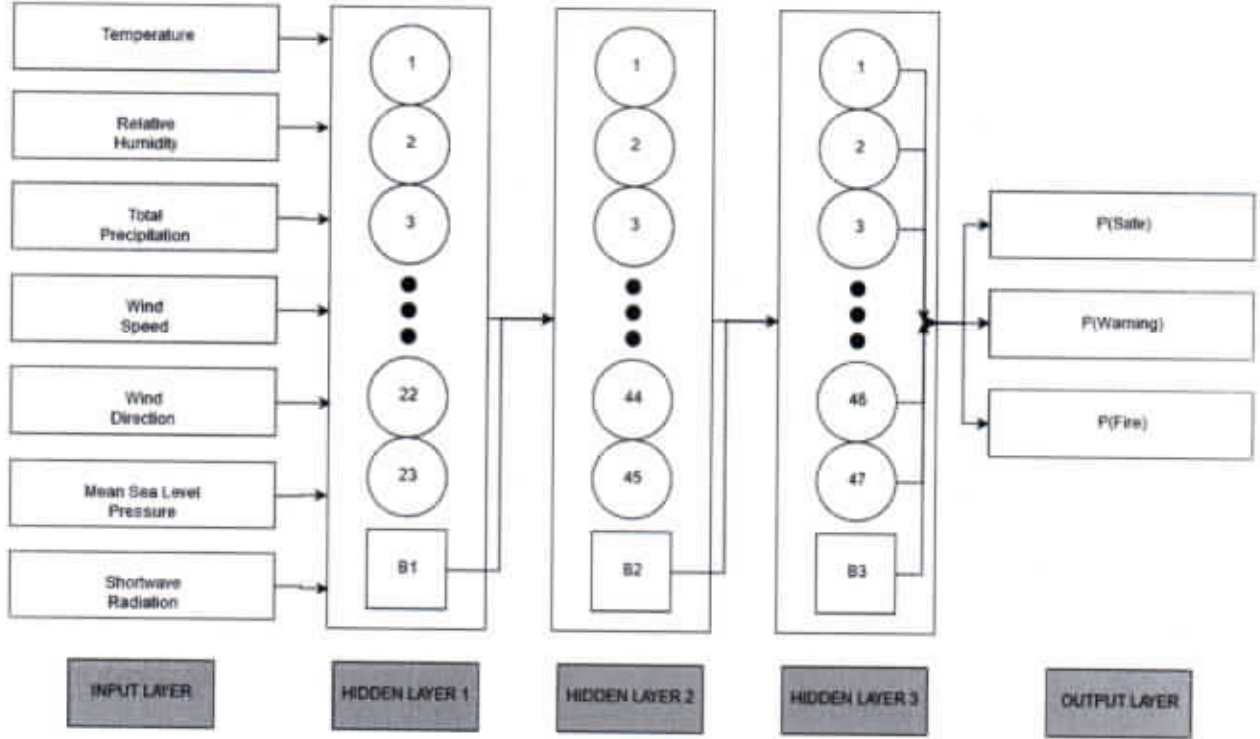 Temperature
Relative
Humidity
Total
Precipitation
Wind
Speed
Wind
Direction
Mean Sea Level
Pressure
Shortwave
Radiation
INPUT LAYER
1
2
3
22
23
B1
HIDDEN LAYER 1
1
2
3
44
45
B2
HIDDEN LAYER 2
1
2
3
46
47
B3
HIDDEN LAYER 3
P(Safe)
P(Warning)
P(Fire)
OUTPUT LAYER